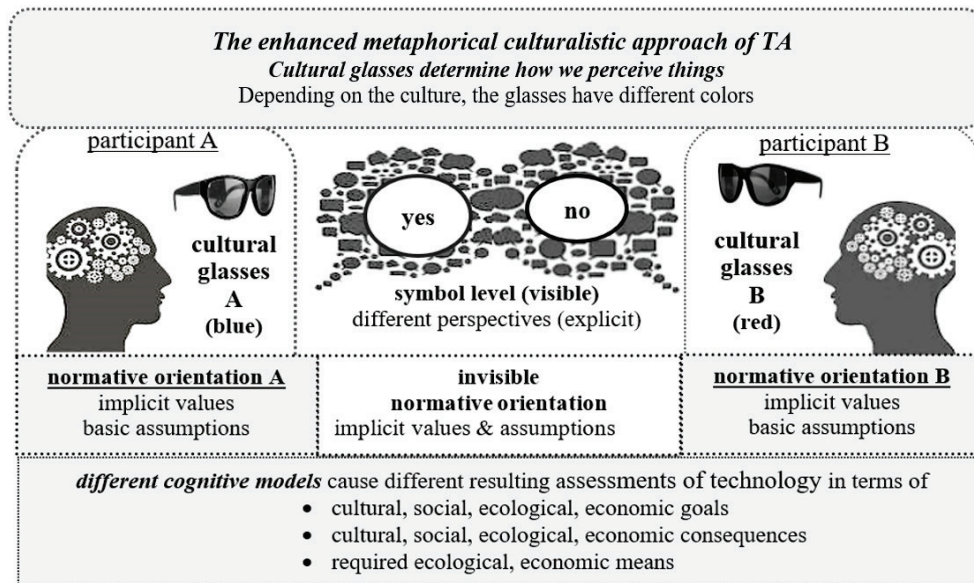 The enhanced metaphorical culturalistic approach of TA
Cultural glasses determine how we perceive things
Depending on the culture, the glasses have different colors
participant A
cultural
glasses
A
(blue)
yes
no
symbol level (visible)
different perspectives (explicit)
participant B
cultural
glasses
B
(red)
normative orientation A
implicit values
basic assumptions
invisible
normative orientation
implicit values & assumptions
normative orientation B
implicit values
basic assumptions
different cognitive models cause different resulting assessments of technology in terms of
• cultural, social, ecological, economic goals
• cultural, social, ecological, economic consequences
• required ecological, economic means